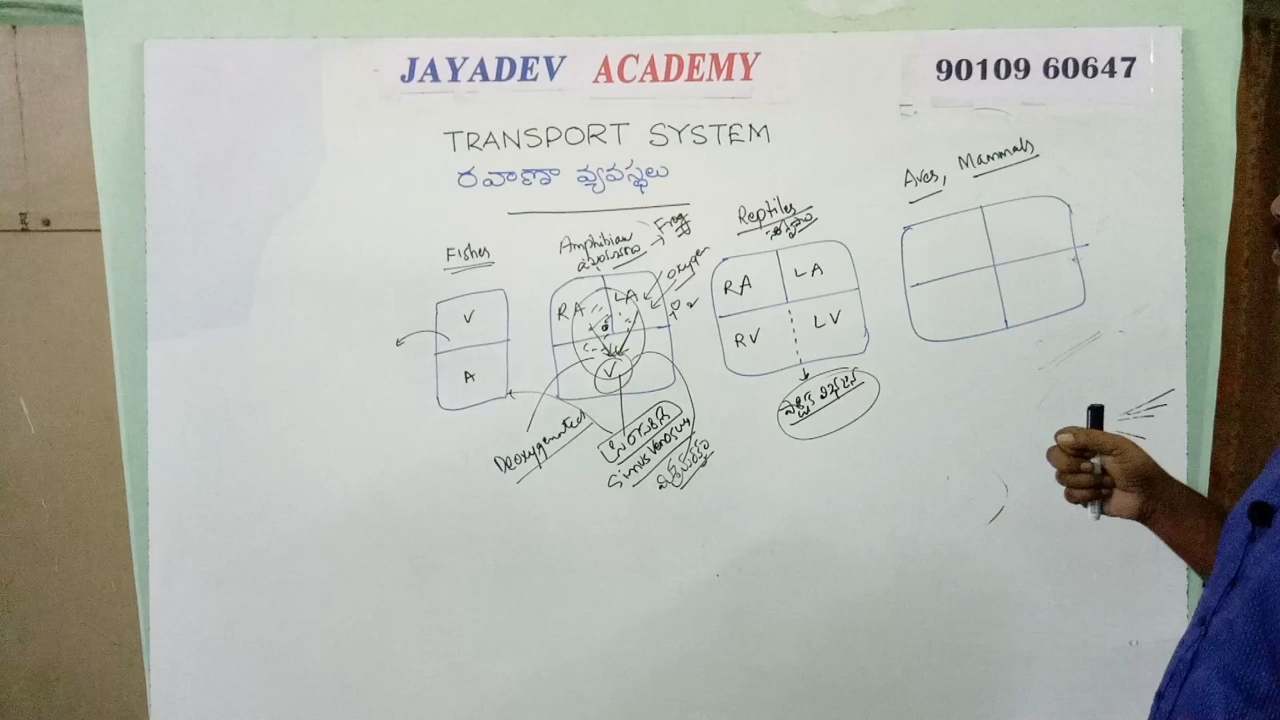 JAYADEV ACADEMY
90109 60647
TRANSPORT SYSTEM
రవాణా వ్యవస్థలు
Fishes
Amphibian → Frog
Reptiles
Aves, Mammals
V
A
RA LA
oxygen
V
RA LA
RV LV
Deoxygenated
Sinus venosus